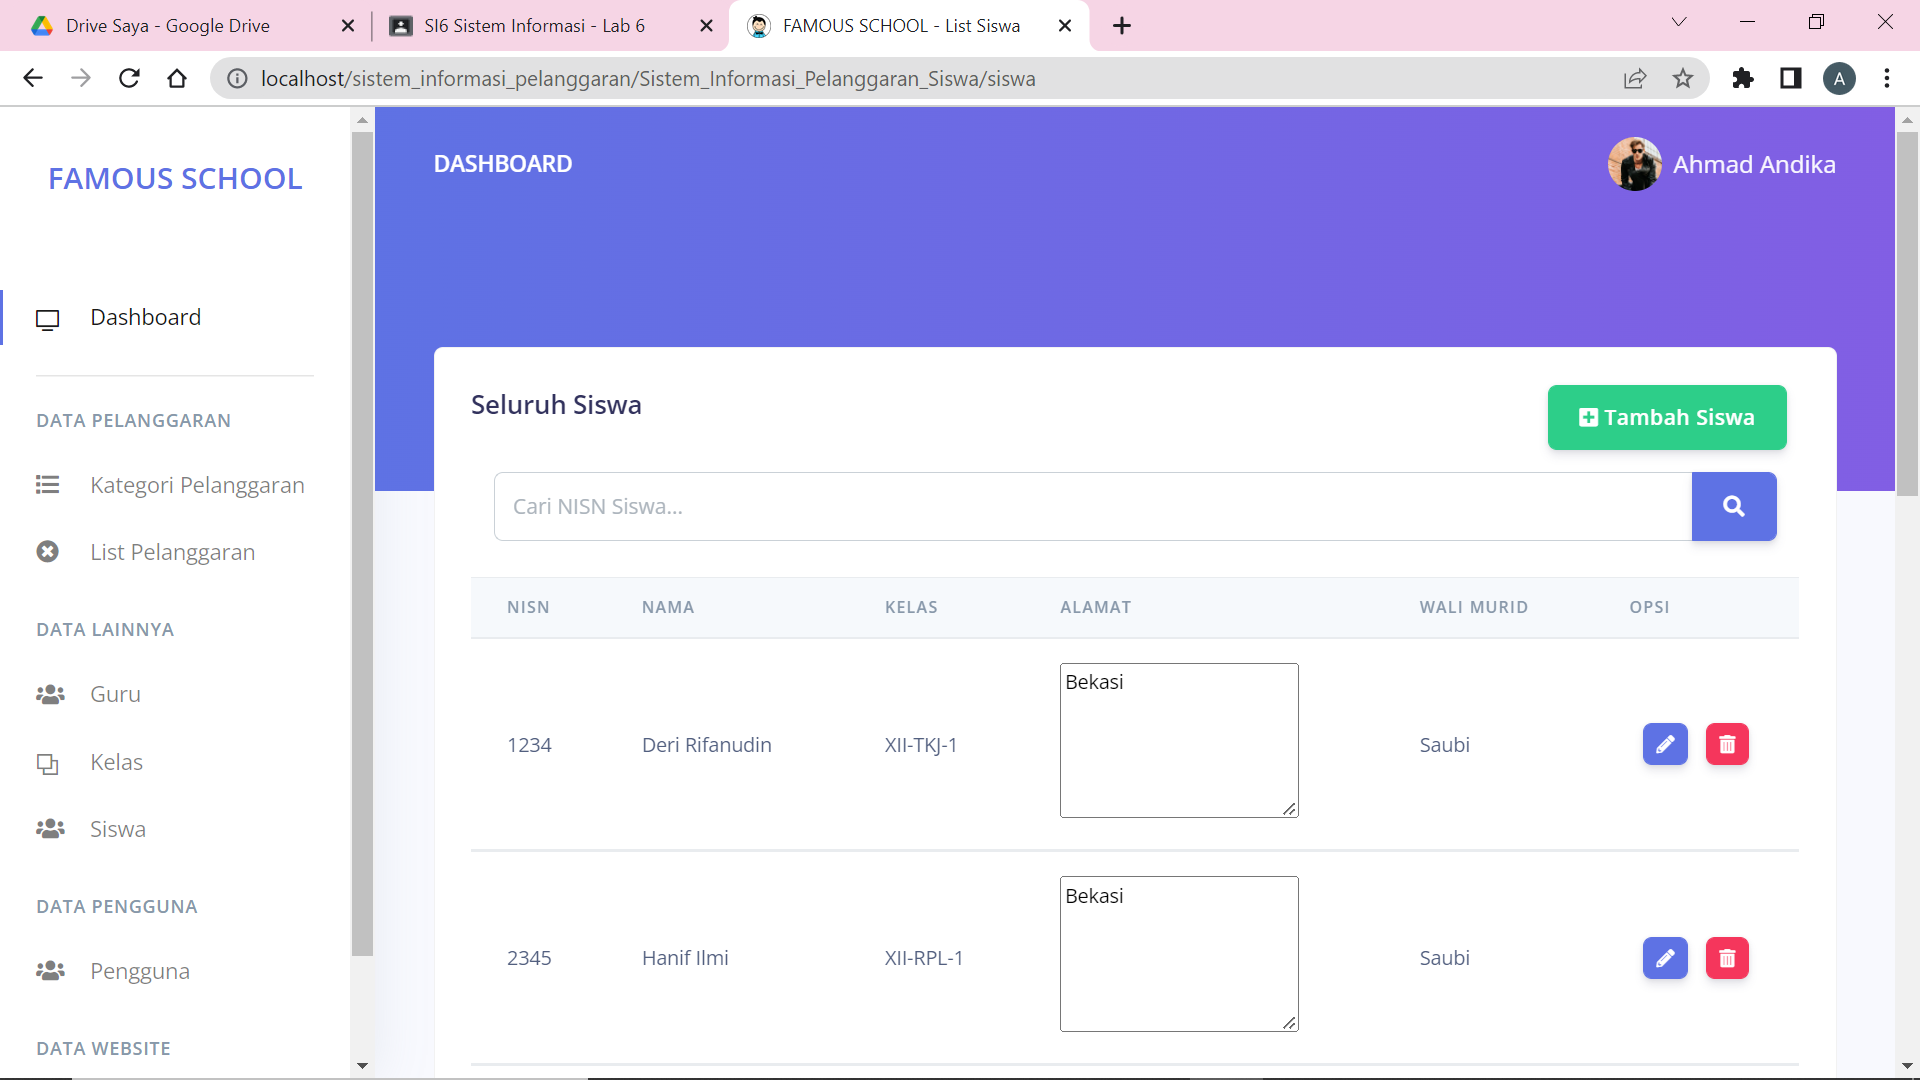 Drive Saya - Google Drive
SI6 Sistem Informasi - Lab 6
FAMOUS SCHOOL - List Siswa
localhost/sistem_informasi_pelanggaran/Sistem_Informasi_Pelanggaran_Siswa/siswa
A
FAMOUS SCHOOL
Dashboard
DATA PELANGGARAN
Kategori Pelanggaran
List Pelanggaran
DATA LAINNYA
Guru
Kelas
Siswa
DATA PENGGUNA
Pengguna
DATA WEBSITE
DASHBOARD
Ahmad Andika
Seluruh Siswa
Tambah Siswa
Cari NISN Siswa...
NISN NAMA KELAS ALAMAT WALI MURID OPSI
1234 Deri Rifanudin XII-TKJ-1 Bekasi Saubi
2345 Hanif Ilmi XII-RPL-1 Bekasi Saubi